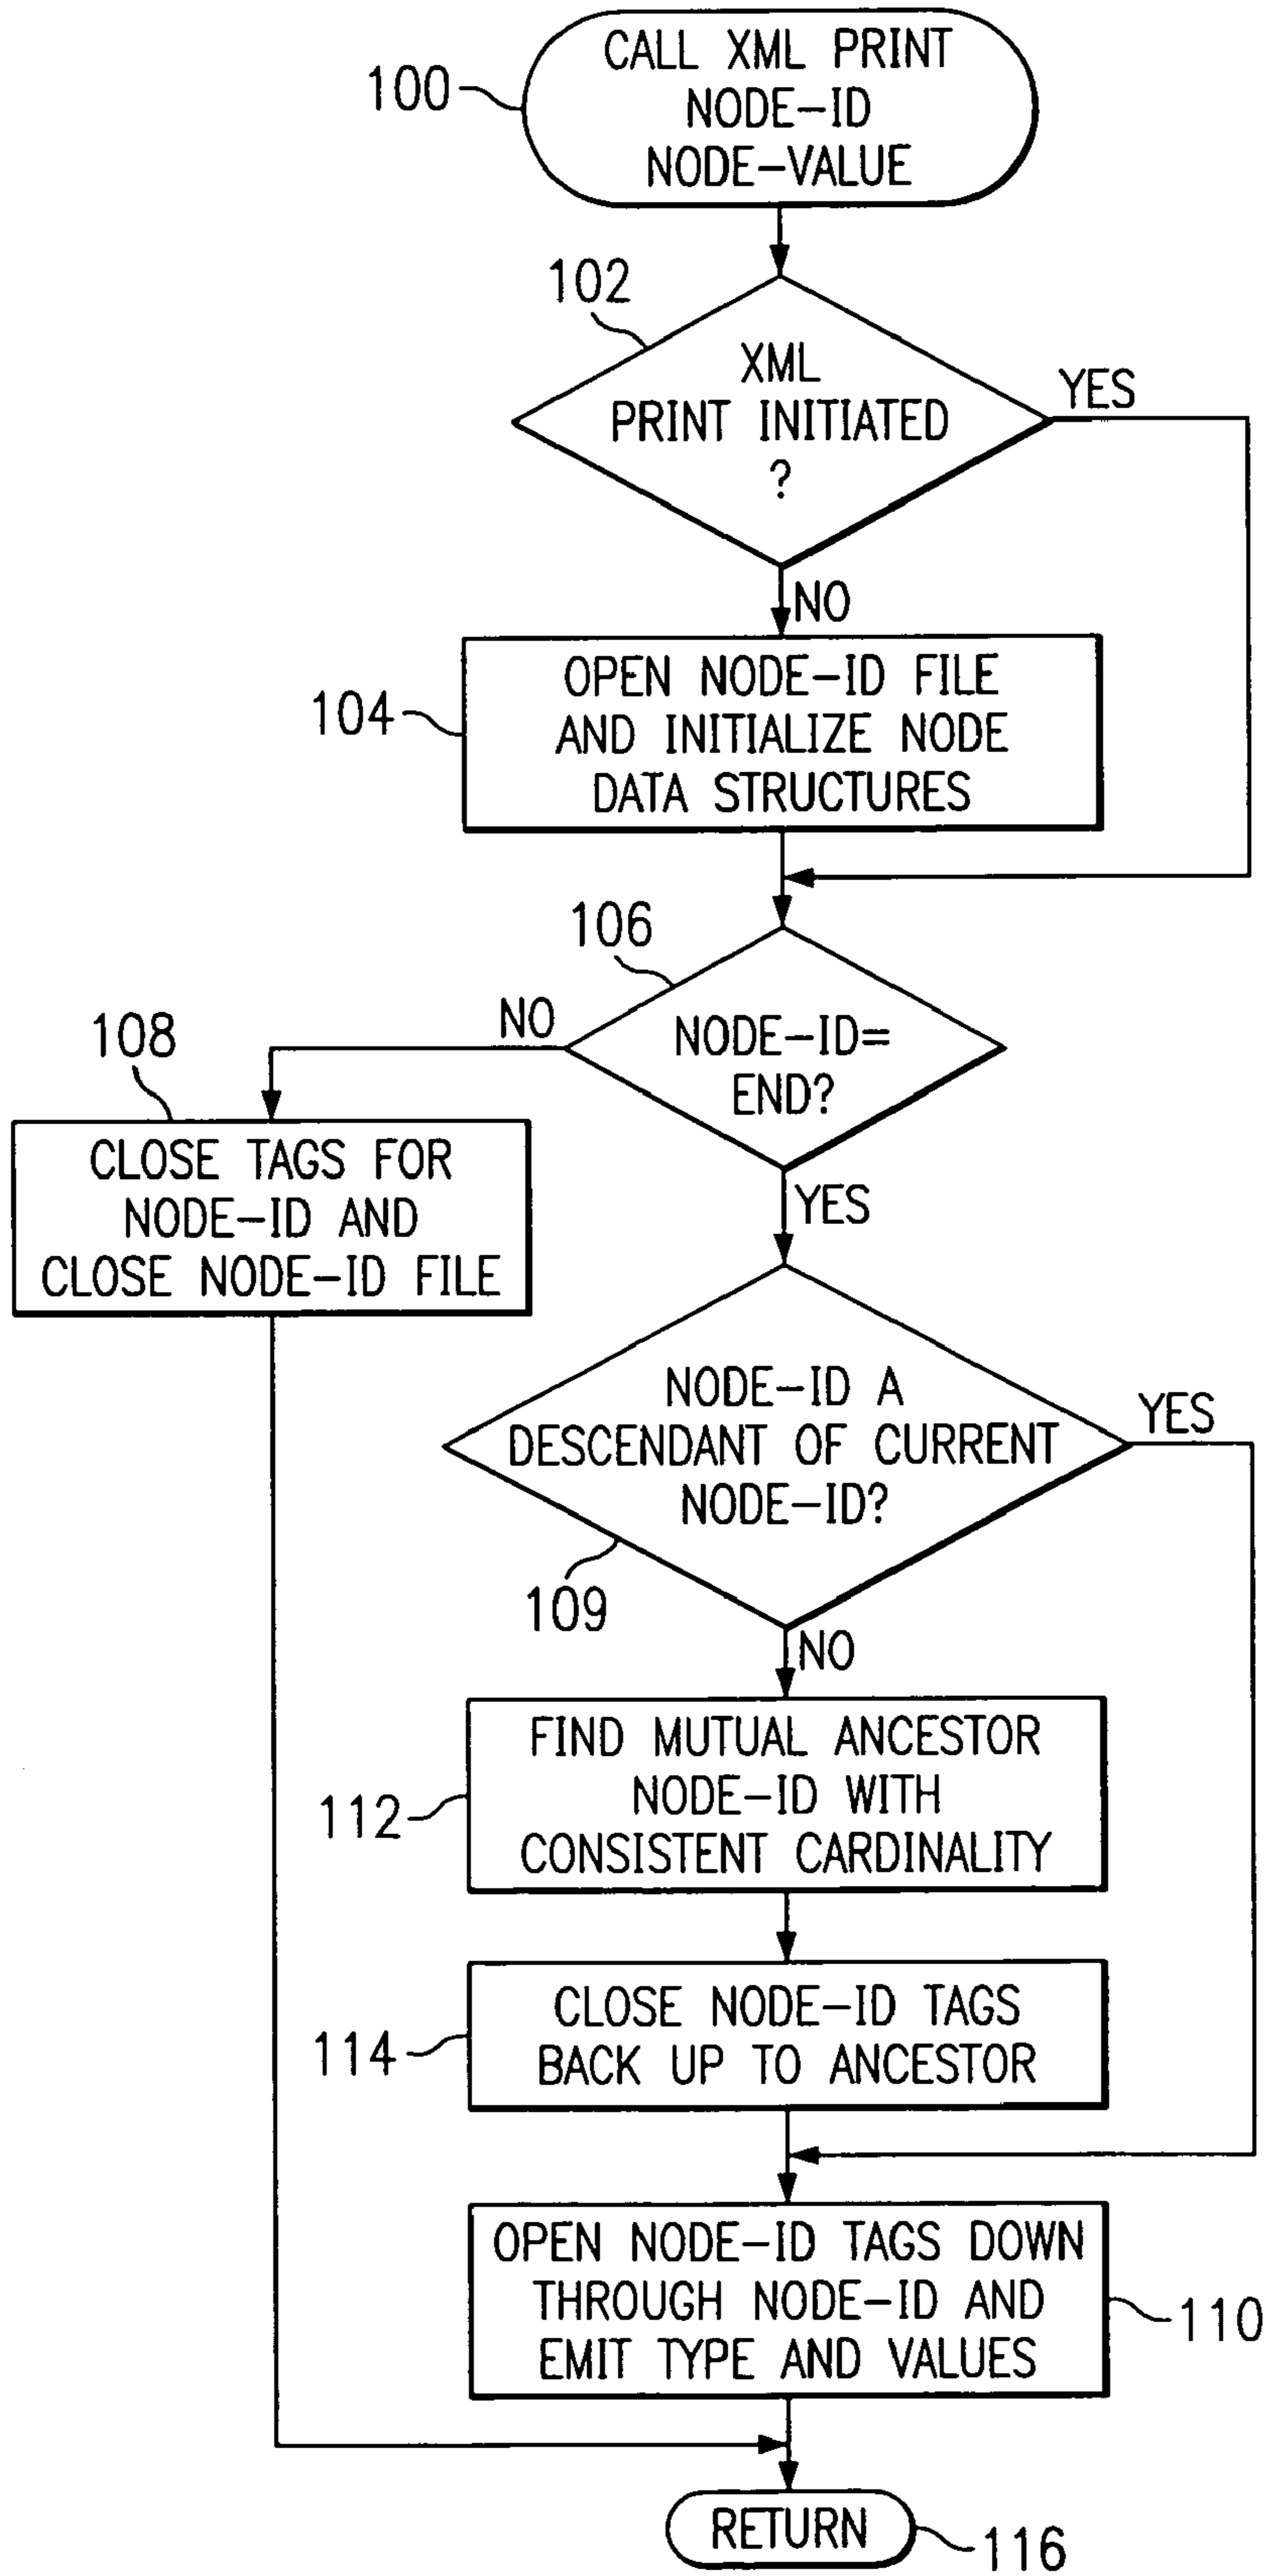 CALL XML PRINT
NODE-ID
NODE-VALUE
100
102
XML
PRINT INITIATED
?
YES
NO
104
OPEN NODE-ID FILE
AND INITIALIZE NODE
DATA STRUCTURES
106
NODE-ID=
END?
NO
YES
108
CLOSE TAGS FOR
NODE-ID AND
CLOSE NODE-ID FILE
NODE-ID A
DESCENDANT OF CURRENT
NODE-ID?
YES
109
NO
FIND MUTUAL ANCESTOR
NODE-ID WITH
CONSISTENT CARDINALITY
112
CLOSE NODE-ID TAGS
BACK UP TO ANCESTOR
114
OPEN NODE-ID TAGS DOWN
THROUGH NODE-ID AND
EMIT TYPE AND VALUES
110
RETURN
116